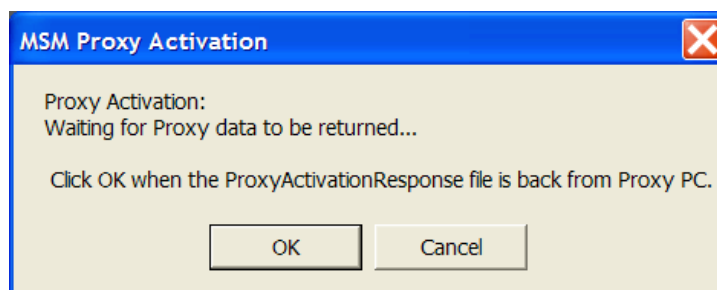 MSM Proxy Activation
Proxy Activation:
Waiting for Proxy data to be returned...
Click OK when the ProxyActivationResponse file is back from Proxy PC.
OK
Cancel